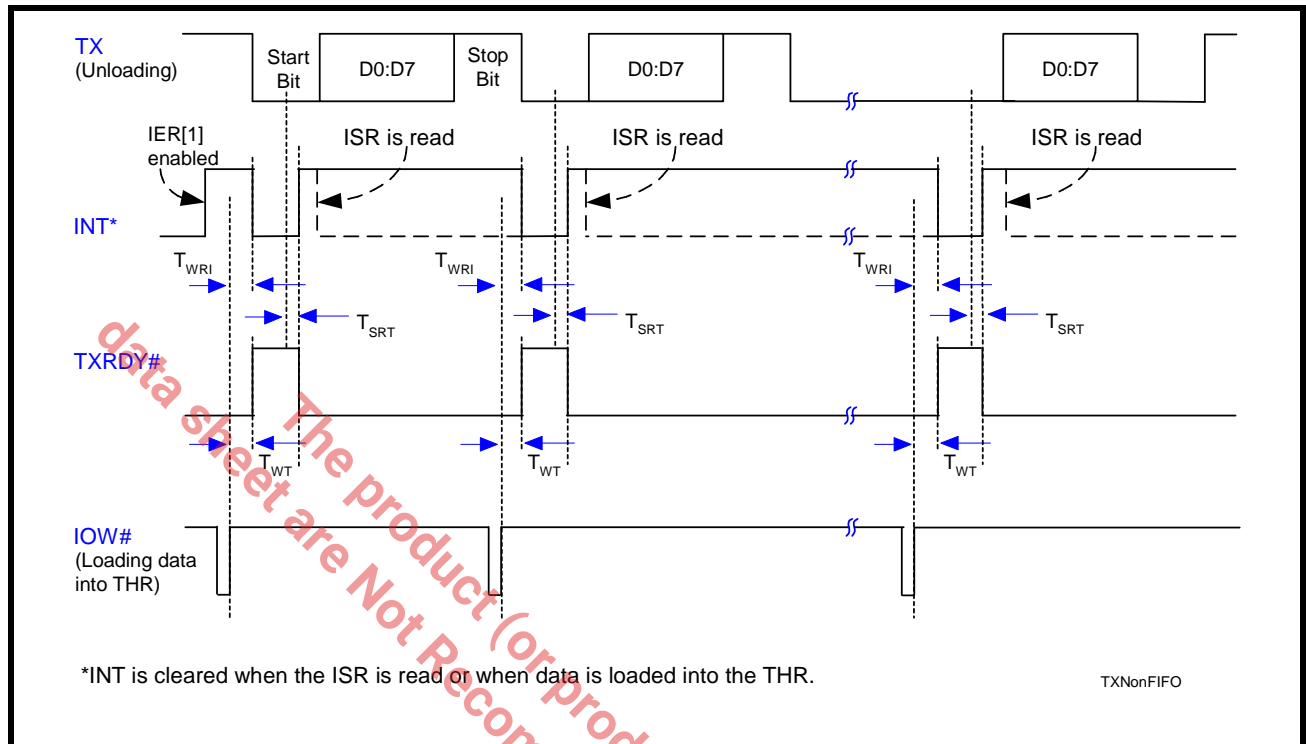 TX
(Unloading)
Start
Bit
D0:D7
Stop
Bit
D0:D7
D0:D7
IER[1]
enabled
ISR is read
ISR is read
ISR is read
INT*
TWRI
TWRI
TWRI
TSRT
TSRT
TSRT
TXRDY#
TWT
TWT
TWT
IOW#
(Loading data
into THR)
*INT is cleared when the ISR is read or when data is loaded into the THR.
TXNonFIFO
The product (or prod
data sheet are Not Recom